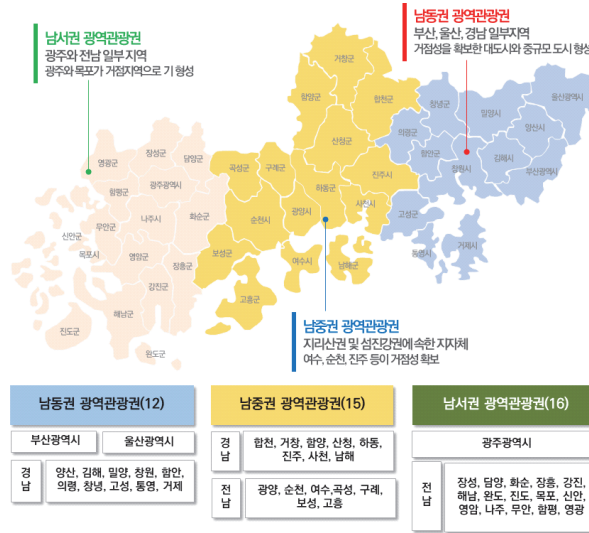 남서권 광역관광권
광주와 전남 일부 지역
광주와 목포가 거점지역으로 기 형성
남동권 광역관광권
부산, 울산, 경남 일부지역
거점성을 확보한 대도시와 중규모 도시 형성
거창군
함양군
합천군
창녕군
밀양시
울산광역시
산청군
의령군
양산시
함안군
김해시
창원시
부산광역시
장성군
담양군
영광군
곡성군
구례군
하동군
진주시
함평군
광주광역시
사천시
고성군
신안군
무안군
나주시
화순군
순천시
광양시
목포시
영암군
장흥군
보성군
여수시
남해군
통영시
거제시
강진군
고흥군
해남군
진도군
완도군
남중권 광역관광권
지리산권 및 섬진강권에 속한 지자체
여수, 순천, 진주 등이 거점성 확보
남동권 광역관광권(12)
부산광역시
울산광역시
경남
양산, 김해, 밀양, 창원, 함안,
의령, 창녕, 고성, 통영, 거제
남중권 광역관광권(15)
경남
합천, 거창, 함양, 산청, 하동,
진주, 사천, 남해
전남
광양, 순천, 여수,곡성, 구례,
보성, 고흥
남서권 광역관광권(16)
광주광역시
전남
장성, 담양, 화순, 장흥, 강진,
해남, 완도, 진도, 목포, 신안,
영암, 나주, 무안, 함평, 영광